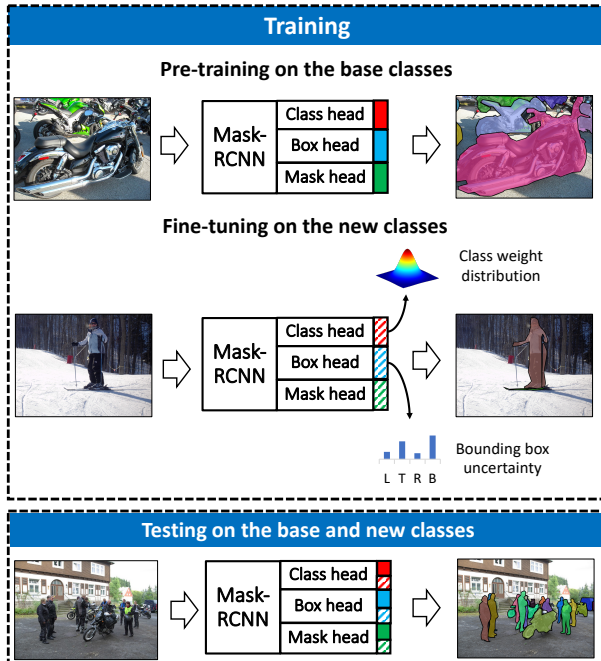 Training
Pre-training on the base classes
Mask-
RCNN
Class head
Box head
Mask head
Fine-tuning on the new classes
Class weight
distribution
Mask-
RCNN
Class head
Box head
Mask head
L T R B
Bounding box
uncertainty
Testing on the base and new classes
Mask-
RCNN
Class head
Box head
Mask head